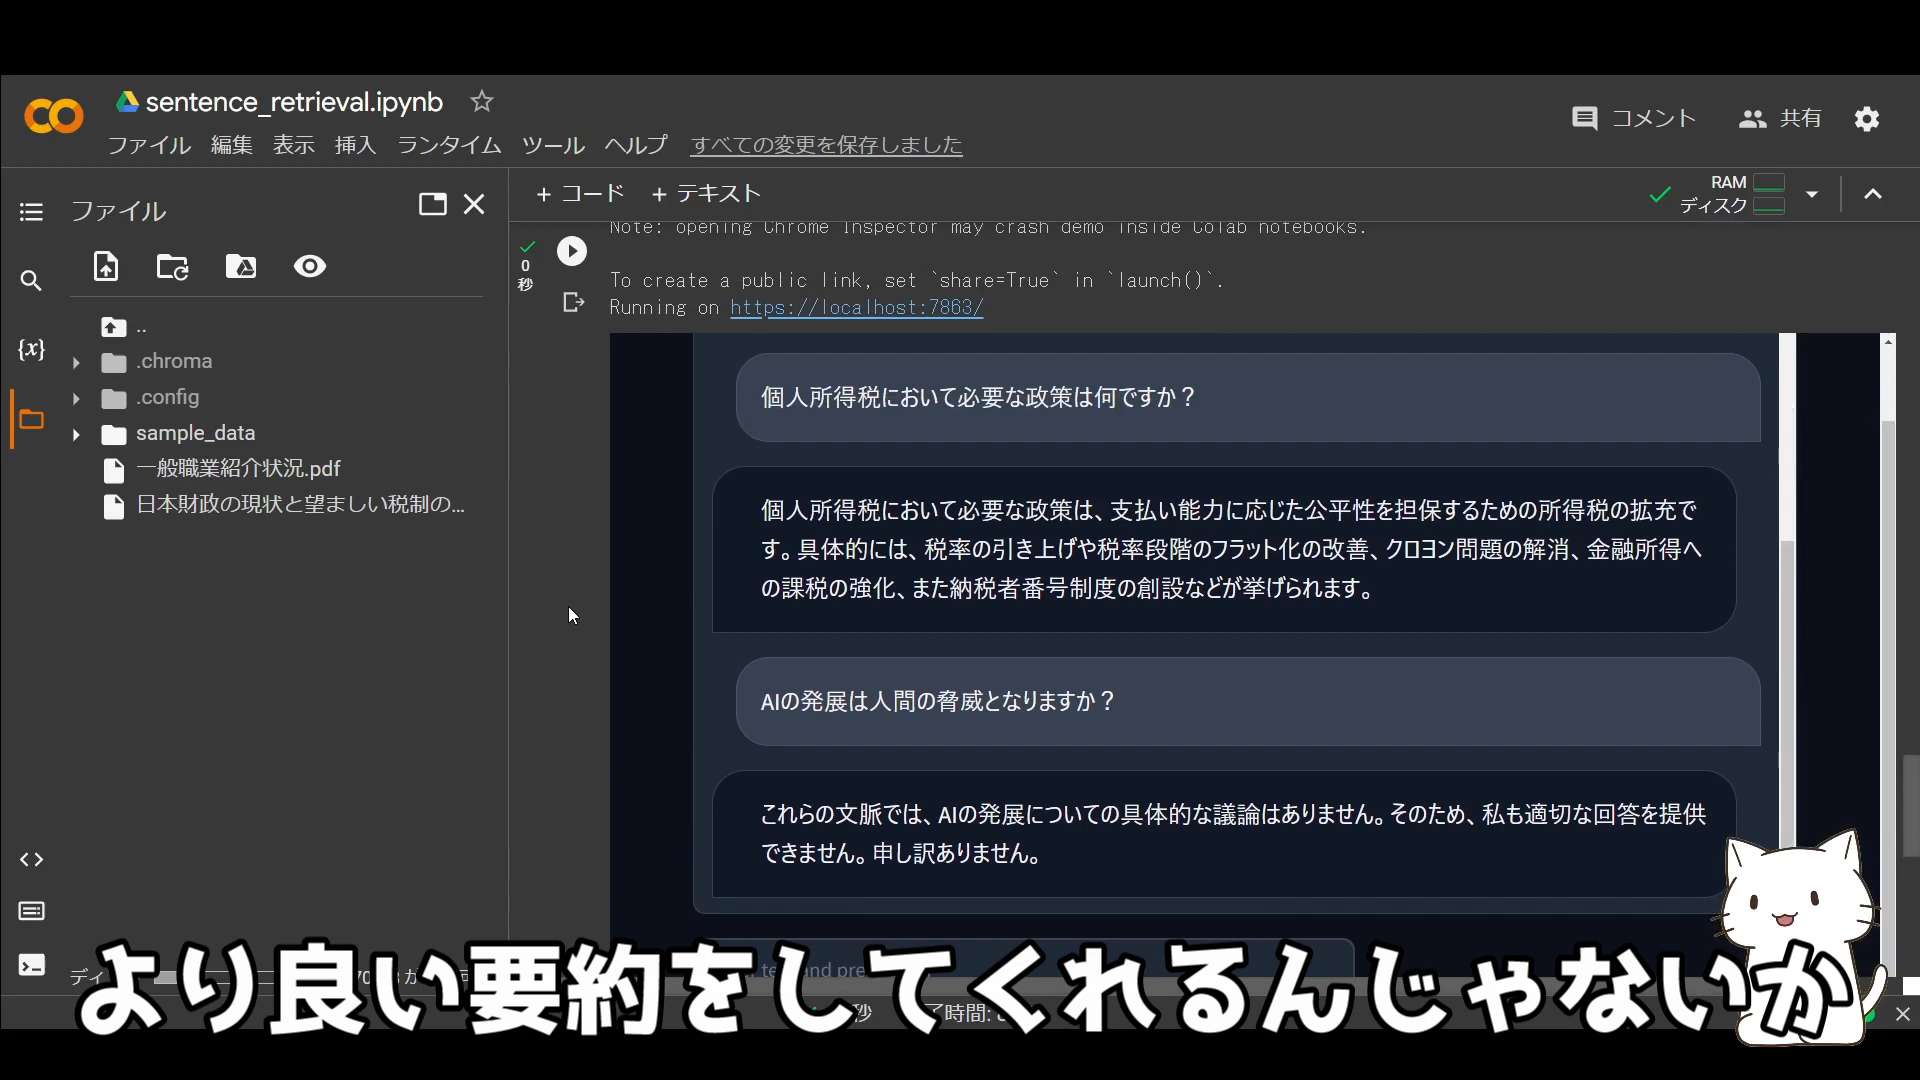 sentence_retrieval.ipynb
ファイル 編集 表示 挿入 ランタイム ツール ヘルプ すべての変更を保存しました
コメント 共有
ファイル
+ コード + テキスト
RAM
ディスク
..
.chroma
.config
sample_data
一般職業紹介状況.pdf
日本財政の現状と望ましい税制の...
{x}
0
秒
Note: opening Chrome Inspector may crash demo inside Colab notebooks.
To create a public link, set `share=True` in `launch()`.
Running on https://localhost:7863/
個人所得税において必要な政策は何ですか？
個人所得税において必要な政策は、支払い能力に応じた公平性を担保するための所得税の拡充で
す。具体的には、税率の引き上げや税率段階のフラット化の改善、クロヨン問題の解消、金融所得へ
の課税の強化、また納税者番号制度の創設などが挙げられます。
AIの発展は人間の脅威となりますか？
これらの文脈では、AIの発展についての具体的な議論はありません。そのため、私も適切な回答を提供
できません。申し訳ありません。
より良い要約をしてくれるんじゃないか